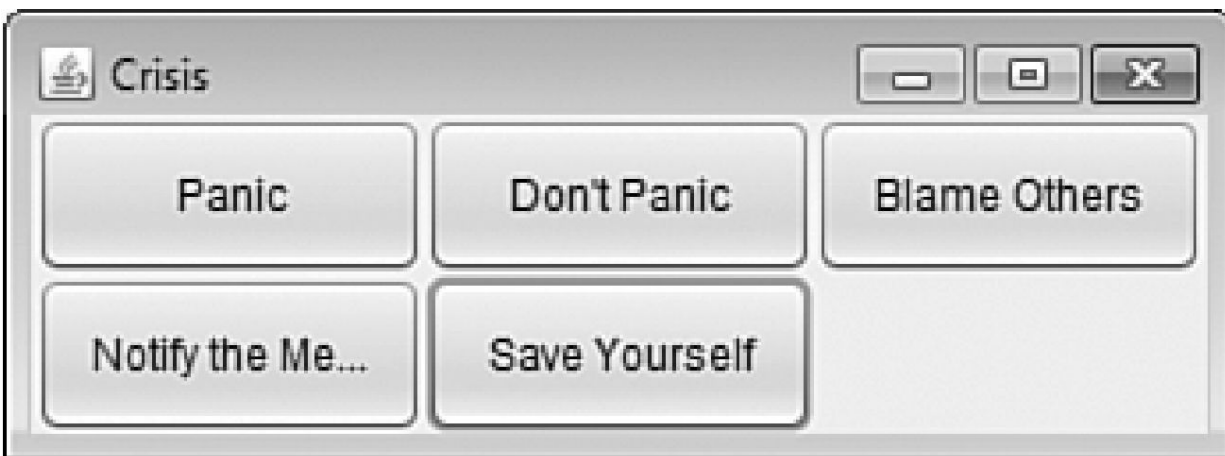 Crisis
Panic
Don't Panic
Blame Others
Notify the Me...
Save Yourself